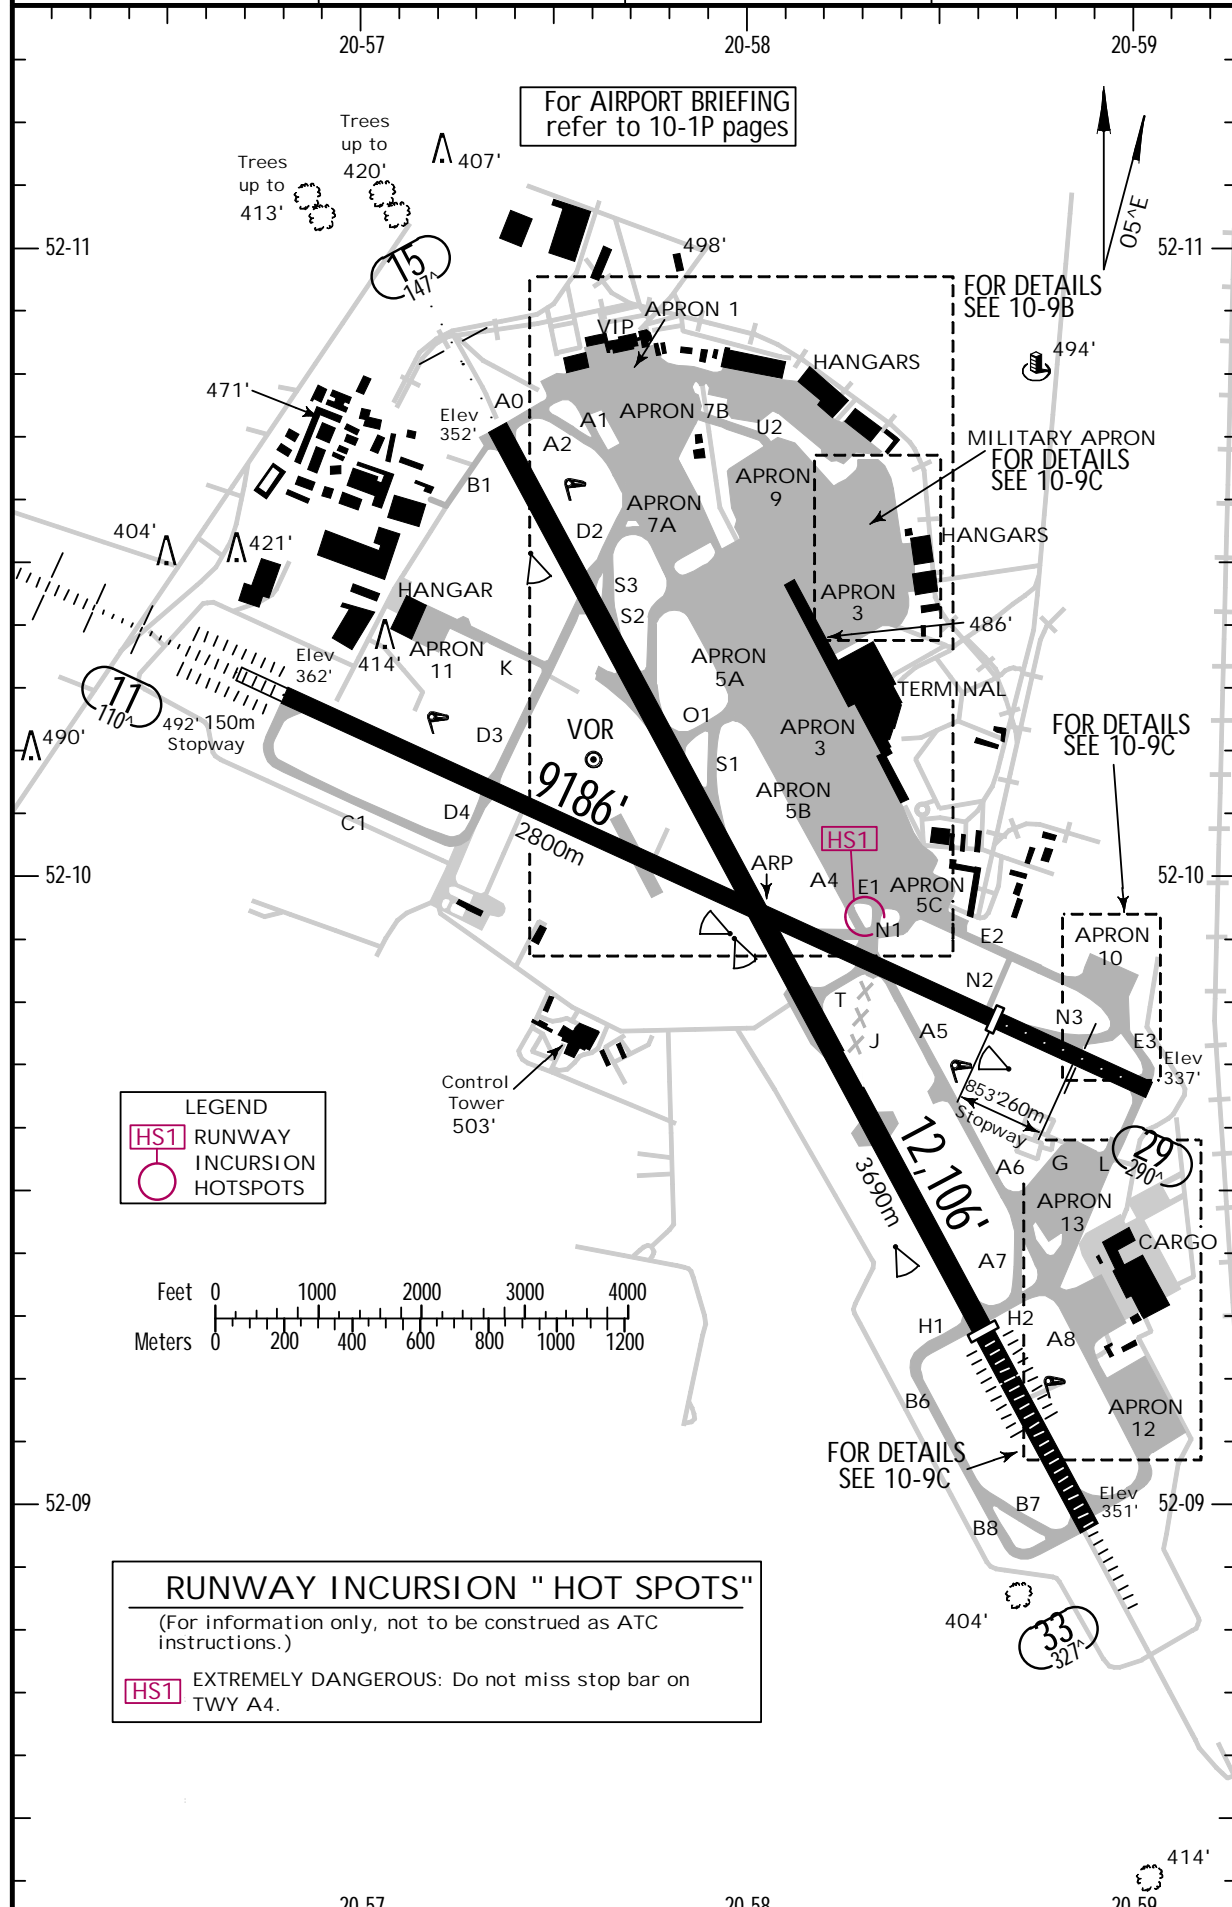 20-57
20-58
20-59
For AIRPORT BRIEFING
refer to 10-1P pages
Trees
up to
420'
407'
Trees
up to
413'
05^E
52-11
498'
52-11
15
147^
FOR DETAILS
SEE 10-9B
APRON 1
VIP
494'
HANGARS
471'
A0
Elev
352'
A1
APRON 7B
U2
A2
MILITARY APRON
FOR DETAILS
SEE 10-9C
B1
APRON
9
APRON
7A
404'
421'
D2
HANGARS
HANGAR
S3
S2
APRON
3
486'
APRON
11
414'
Elev
362'
K
APRON
5A
11
110^
TERMINAL
492' 150m
Stopway
490'
O1
D3
VOR
APRON
3
FOR DETAILS
SEE 10-9C
S1
9186'
2800m
APRON
5B
D4
C1
HS1
52-10
ARP
A4
E1
APRON
5C
52-10
N1
E2
APRON
10
N2
T
N3
A5
J
E3
Elev
337'
Control
Tower
503'
853' 260m
Stopway
LEGEND
HS1 RUNWAY
INCURSION
HOTSPOTS
12,106'
3690m
A6
G
L
29
290^
APRON
13
CARGO
A7
Feet 0 1000 2000 3000 4000
Meters 0 200 400 600 800 1000 1200
H1
H2
A8
B6
APRON
12
FOR DETAILS
SEE 10-9C
52-09
B7
Elev
351'
52-09
B8
RUNWAY INCURSION "HOT SPOTS"
(For information only, not to be construed as ATC
instructions.)
HS1 EXTREMELY DANGEROUS: Do not miss stop bar on
TWY A4.
404'
33
327^
414'
20-57
20-58
20-59